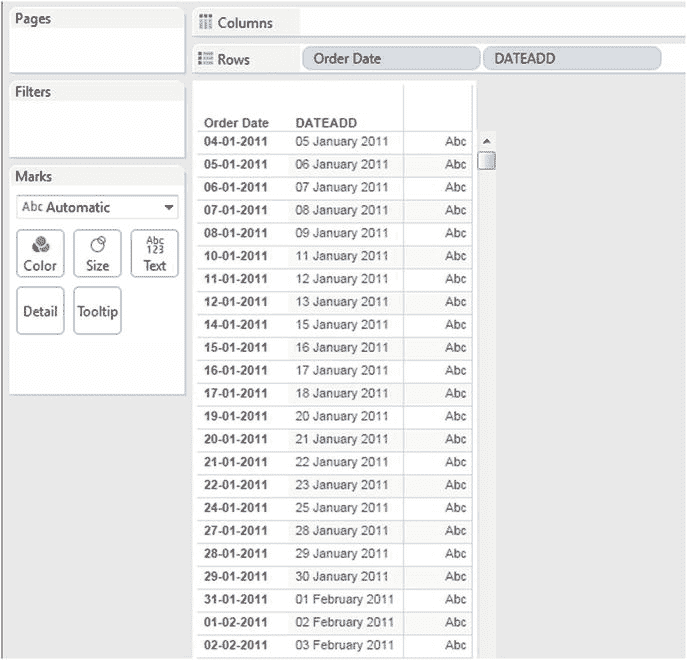 Pages
Columns
Rows Order Date DATEADD
Filters
Order Date DATEADD
04-01-2011 05 January 2011 Abc
05-01-2011 06 January 2011 Abc
Marks
06-01-2011 07 January 2011 Abc
Abc Automatic
07-01-2011 08 January 2011 Abc
08-01-2011 09 January 2011 Abc
Abc
123
Color Size Text
10-01-2011 11 January 2011 Abc
11-01-2011 12 January 2011 Abc
12-01-2011 13 January 2011 Abc
Detail Tooltip
14-01-2011 15 January 2011 Abc
15-01-2011 16 January 2011 Abc
16-01-2011 17 January 2011 Abc
17-01-2011 18 January 2011 Abc
19-01-2011 20 January 2011 Abc
20-01-2011 21 January 2011 Abc
21-01-2011 22 January 2011 Abc
22-01-2011 23 January 2011 Abc
24-01-2011 25 January 2011 Abc
27-01-2011 28 January 2011 Abc
28-01-2011 29 January 2011 Abc
29-01-2011 30 January 2011 Abc
31-01-2011 01 February 2011 Abc
01-02-2011 02 February 2011 Abc
02-02-2011 03 February 2011 Abc